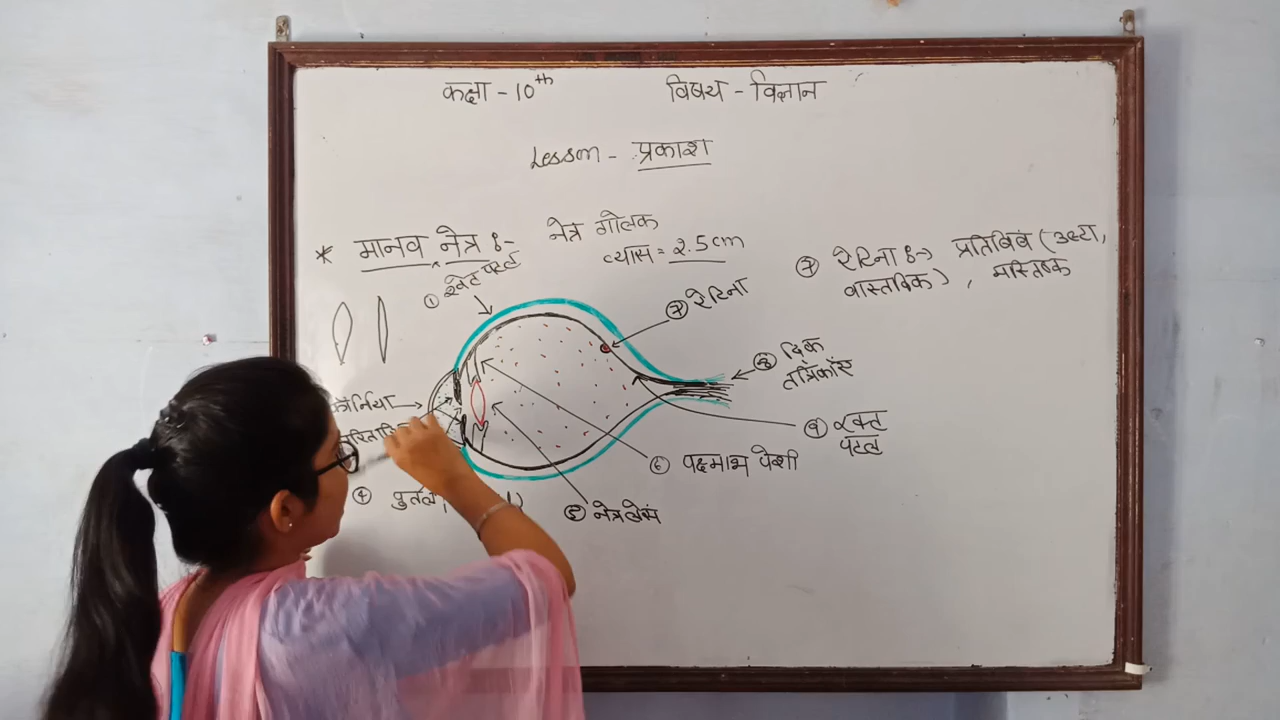 कक्षा - 10th विषय - विज्ञान
Lesson - प्रकाश
* मानव नेत्र :- नेत्र गोलक
व्यास = 2.5cm
① श्वेत पटल
⑦ रेटिना :-> प्रतिबिंब (उल्टा,
वास्तविक), मस्तिष्क
⑦ रेटिना
⑧ दिक
तंत्रिकाएं
कॉर्निया
⑨ रक्त
पटल
⑥ पक्ष्माभ पेशी
④
⑤ नेत्रलेंस